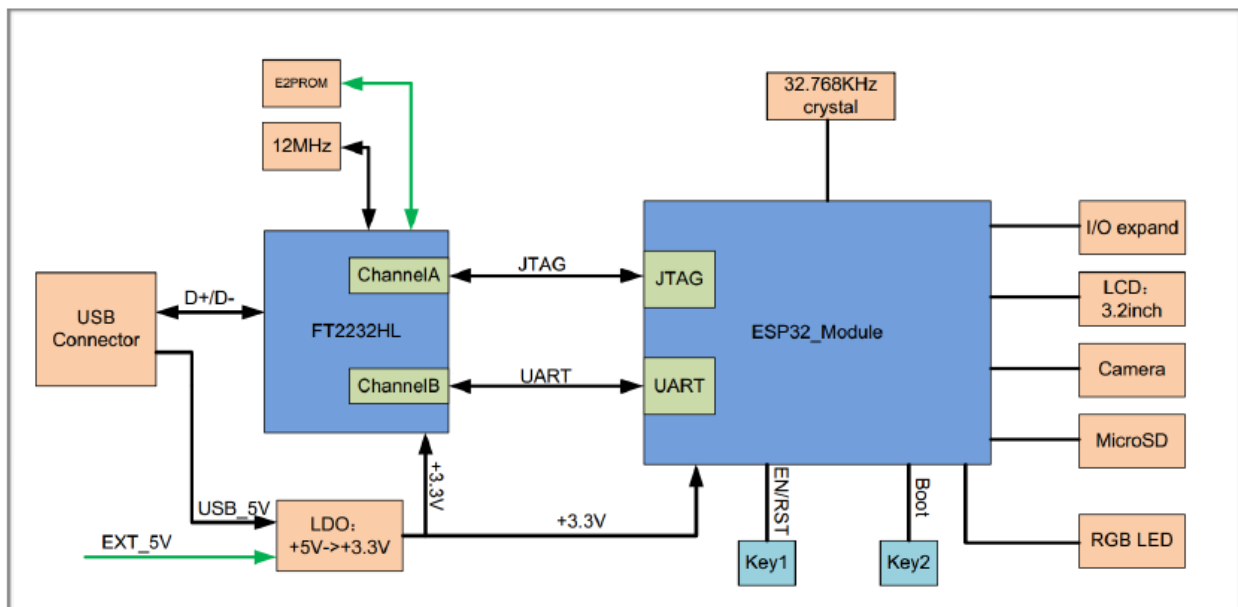 E2PROM
12MHz
32.768KHz
crystal
USB
Connector
D+/D-
FT2232HL
ChannelA
ChannelB
JTAG
UART
JTAG
UART
ESP32_Module
I/O expand
LCD：
3.2inch
Camera
MicroSD
RGB LED
USB_5V
EXT_5V
LDO：
+5V->+3.3V
+3.3V
+3.3V
EN/RST
Boot
Key1
Key2